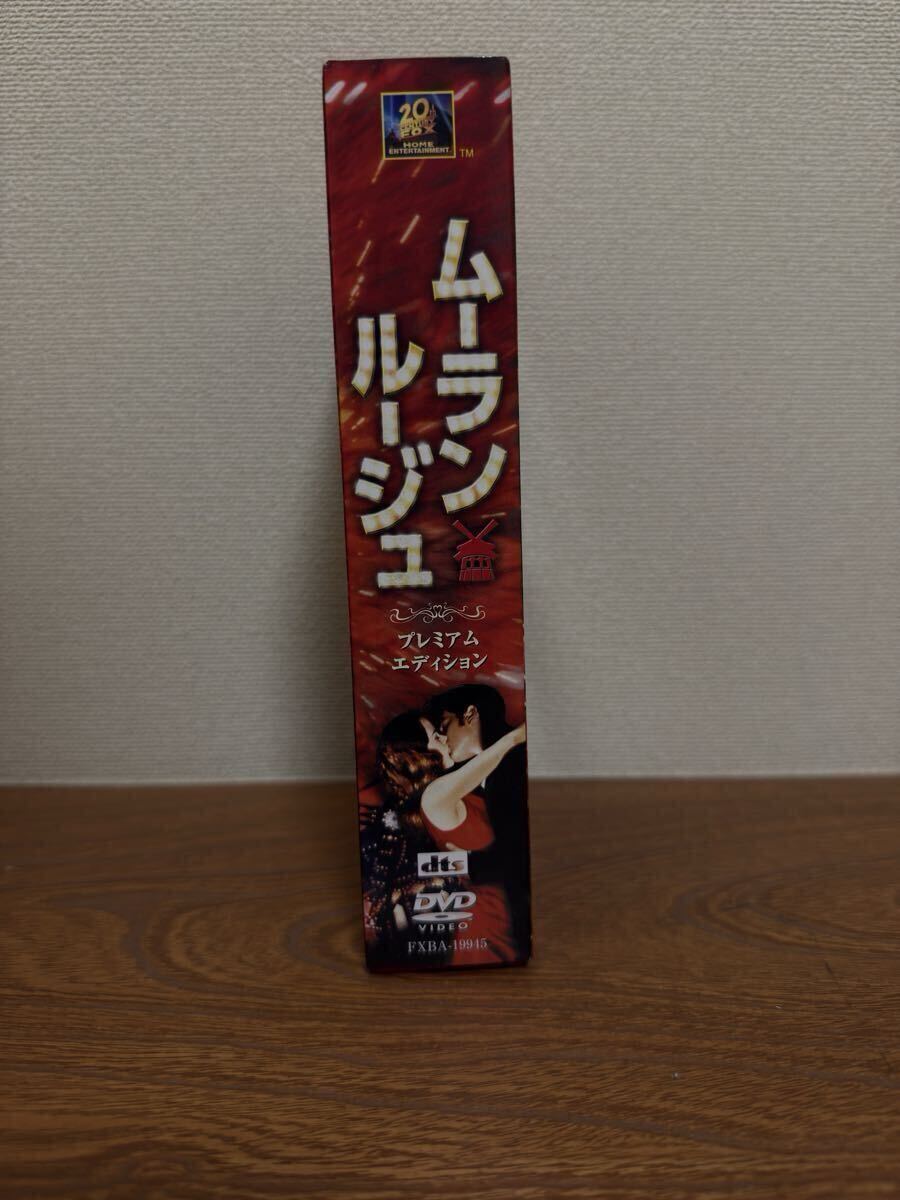 20th
CENTURY
FOX
HOME
ENTERTAINMENT
TM
ムーラン
ルージュ
プレミアム
エディション
dts
DVD
VIDEO
FXBA-19945